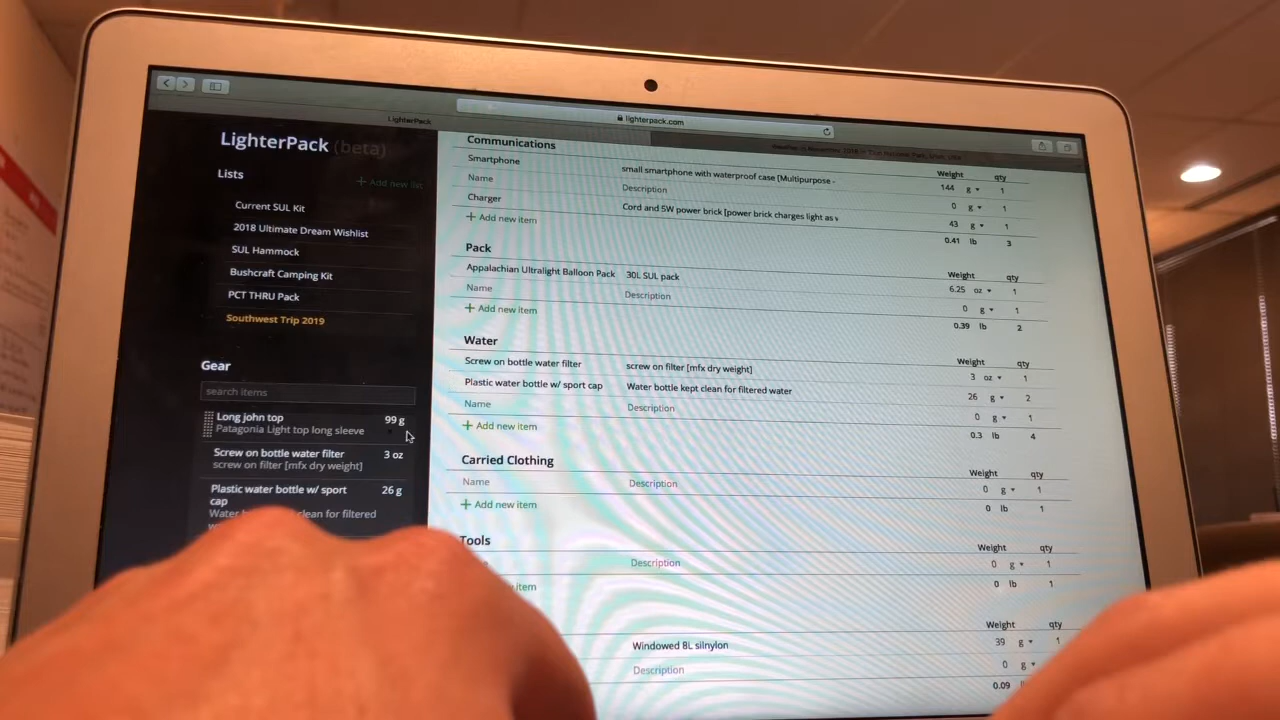 lighterpack.com
LighterPack
LighterPack (beta)
Lists
+ Add new list
Current SUL Kit
2018 Ultimate Dream Wishlist
SUL Hammock
Bushcraft Camping Kit
PCT THRU Pack
Southwest Trip 2019
Gear
search items
Long john top 99 g
Patagonia Light top long sleeve
Screw on bottle water filter 3 oz
screw on filter [mfx dry weight]
Plastic water bottle w/ sport 26 g
cap
for filtered
Communications Weight qty
Smartphone small smartphone with waterproof case [Multipurpose - 144 g 1
Name Description 0 g 1
Charger Cord and 5W power brick [power brick charges light as 43 g 1
+ Add new item 0.41 lb 3
Pack Weight qty
Appalachian Ultralight Balloon Pack 30L SUL pack 6.25 oz 1
Name Description 0 g 1
+ Add new item 0.39 lb 2
Water Weight qty
Screw on bottle water filter screw on filter [mfx dry weight] 3 oz 1
Plastic water bottle w/ sport cap Water bottle kept clean for filtered water 26 g 2
Name Description 0 g 1
+ Add new item 0.3 lb 4
Carried Clothing Weight qty
Name Description 0 g 1
+ Add new item 0 lb 1
Tools Weight qty
Description 0 g 1
item 0 lb 1
Weight qty
Windowed 8L silnylon 39 g 1
Description 0 g
0.09